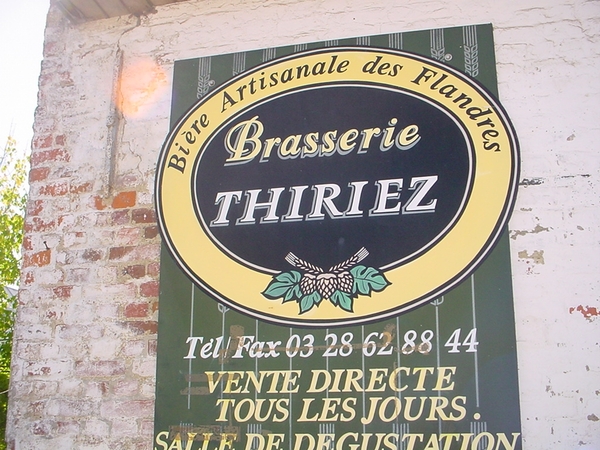 Bière Artisanale des Flandres
Brasserie
THIRIEZ
Tél/Fax 03 28 62 88 44
VENTE DIRECTE
TOUS LES JOURS.
SALLE DE DEGUSTATION